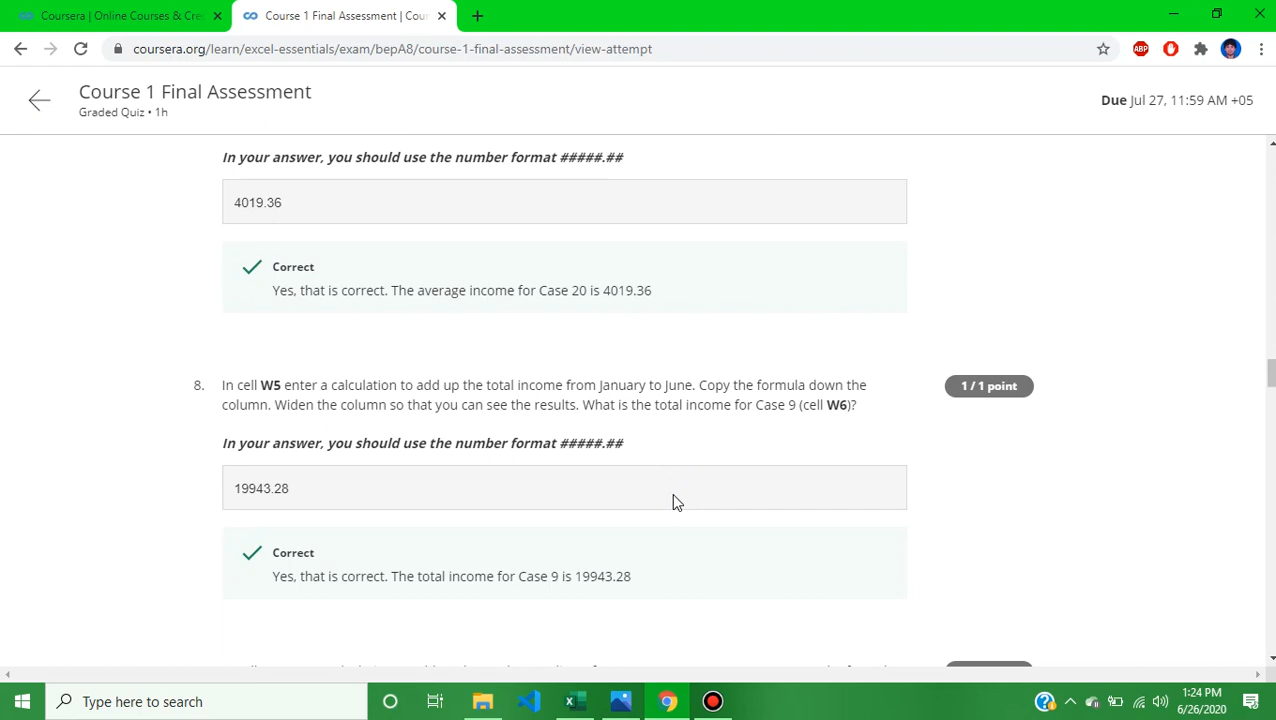 Coursera | Online Courses & Cre
Course 1 Final Assessment | Cou
coursera.org/learn/excel-essentials/exam/bepA8/course-1-final-assessment/view-attempt
ABP
Course 1 Final Assessment
Graded Quiz • 1h
Due Jul 27, 11:59 AM +05
In your answer, you should use the number format #####.##
4019.36
Correct
Yes, that is correct. The average income for Case 20 is 4019.36
8. In cell W5 enter a calculation to add up the total income from January to June. Copy the formula down the
column. Widen the column so that you can see the results. What is the total income for Case 9 (cell W6)?
1 / 1 point
In your answer, you should use the number format #####.##
19943.28
Correct
Yes, that is correct. The total income for Case 9 is 19943.28
Type here to search
1:24 PM
6/26/2020